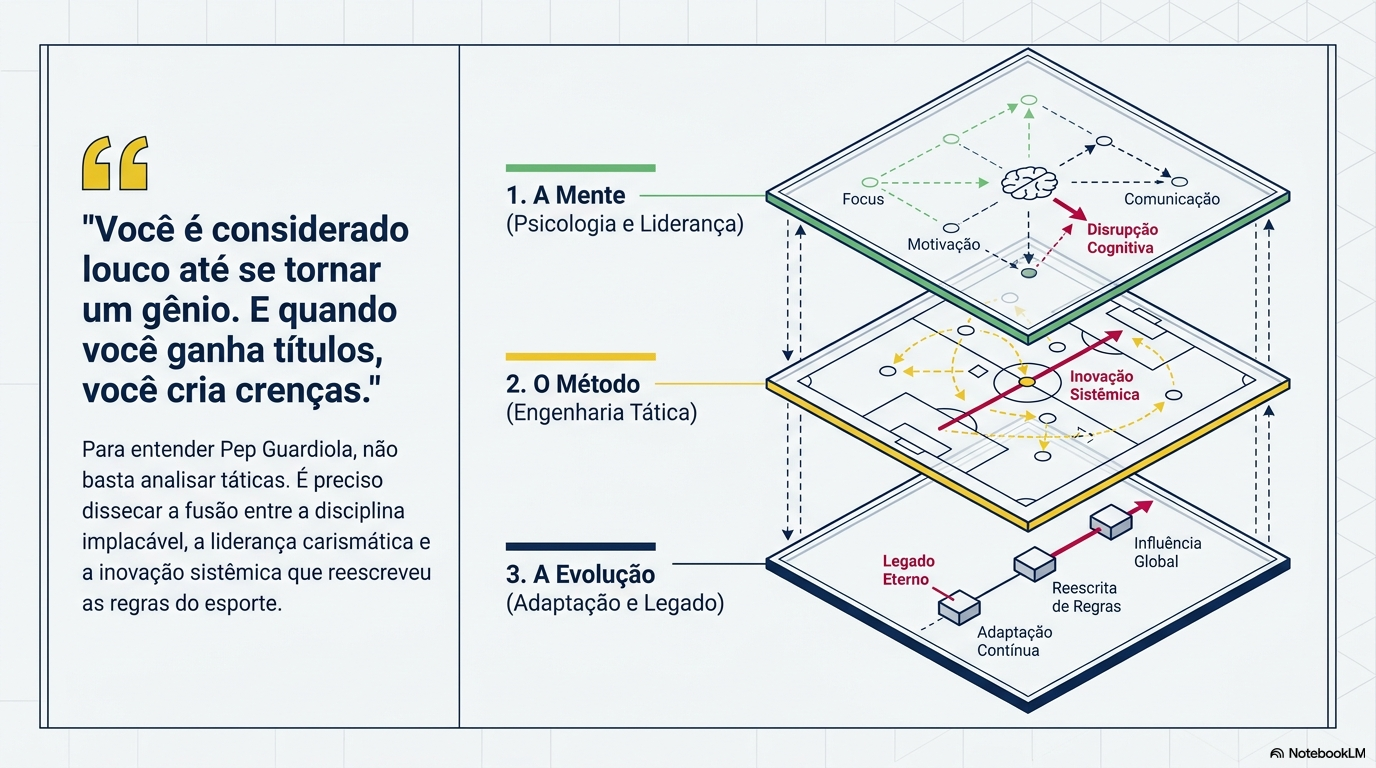 "Você é considerado
louco até se tornar
um gênio. E quando
você ganha títulos,
você cria crenças."
Para entender Pep Guardiola, não
basta analisar táticas. É preciso
dissecar a fusão entre a disciplina
implacável, a liderança carismática e
a inovação sistêmica que reescreveu
as regras do esporte.
1. A Mente
(Psicologia e Liderança)
Focus
Motivação
Comunicação
Disrupção
Cognitiva
2. O Método
(Engenharia Tática)
Inovação
Sistêmica
3. A Evolução
(Adaptação e Legado)
Legado
Eterno
Adaptação
Contínua
Reescrita
de Regras
Influência
Global
NotebookLM